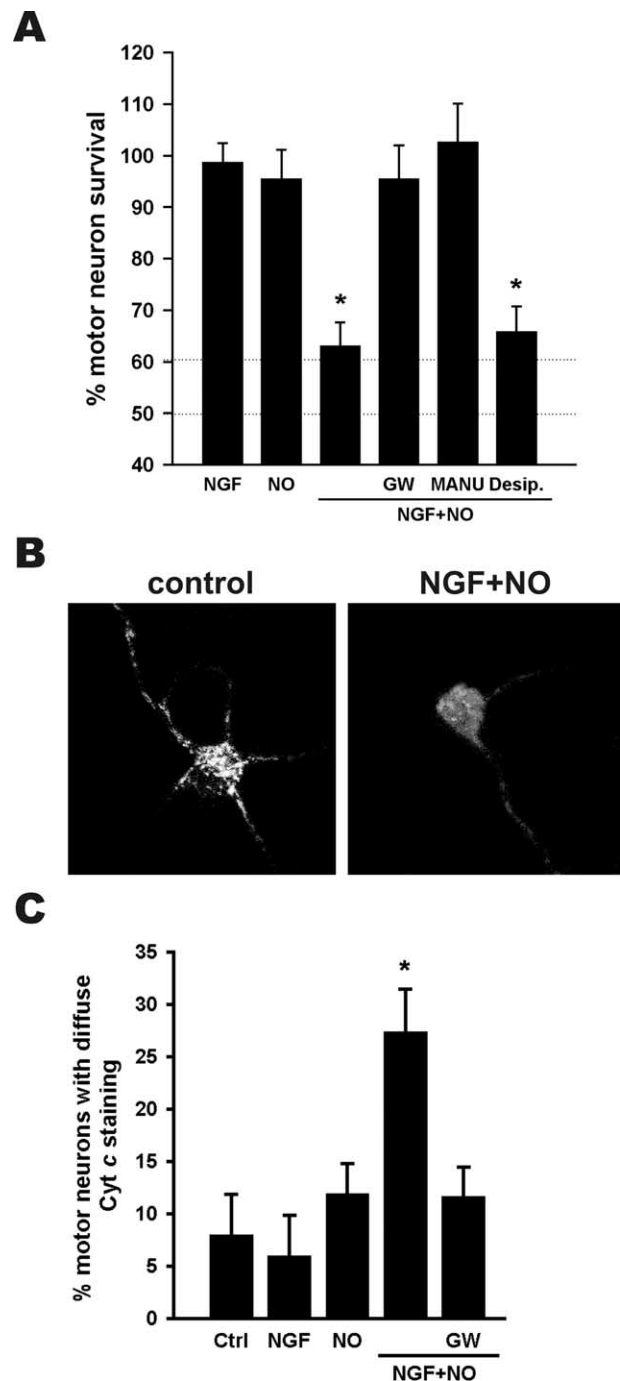 A
% motor neuron survival
120
110
100
90
80
70
60
50
40
*
*
NGF NO GW MANU Desip.
NGF+NO
B
control NGF+NO
C
% motor neurons with diffuse
Cyt c staining
35
30
25
20
15
10
5
0
*
Ctrl NGF NO GW
NGF+NO